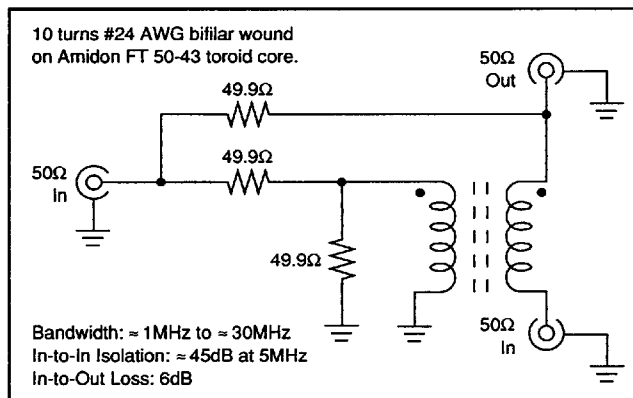 10 turns #24 AWG bifilar wound
on Amidon FT 50-43 toroid core.
50Ω
Out
49.9Ω
49.9Ω
50Ω
In
49.9Ω
50Ω
In
Bandwidth: ≈ 1MHz to ≈ 30MHz
In-to-In Isolation: ≈ 45dB at 5MHz
In-to-Out Loss: 6dB